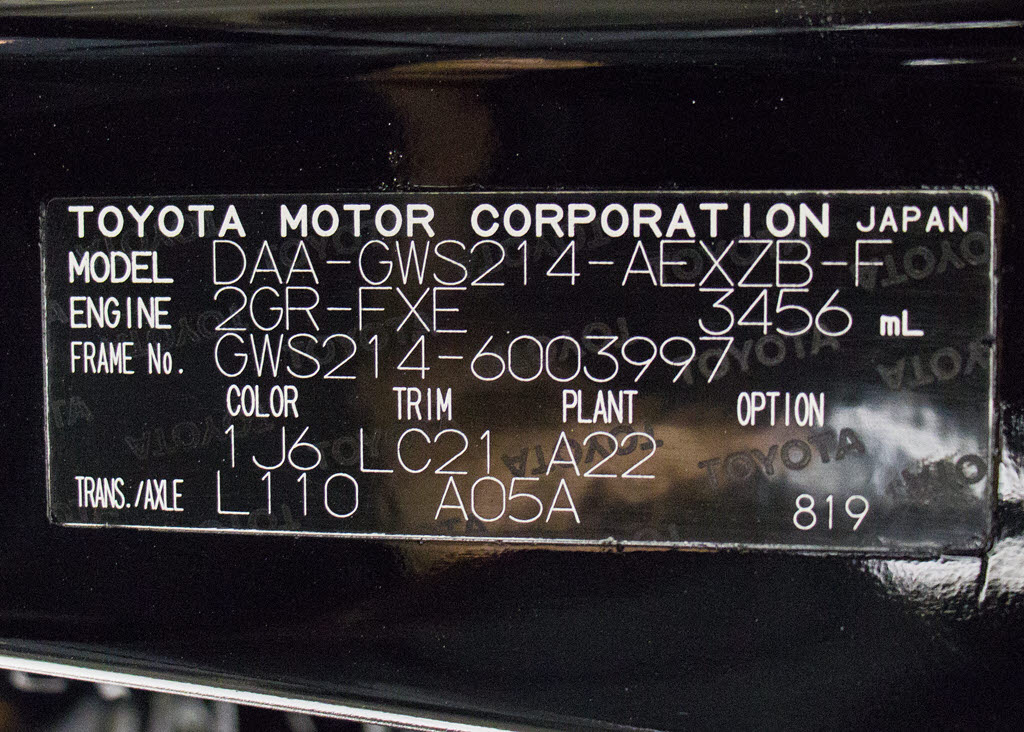 TOYOTA MOTOR CORPORATION JAPAN
MODEL DAA-GWS214-AEXZB-F
ENGINE 2GR-FXE 3456 mL
FRAME No. GWS214-6003997
COLOR TRIM PLANT OPTION
1J6 LC21 A22
TRANS./AXLE L110 A05A 819